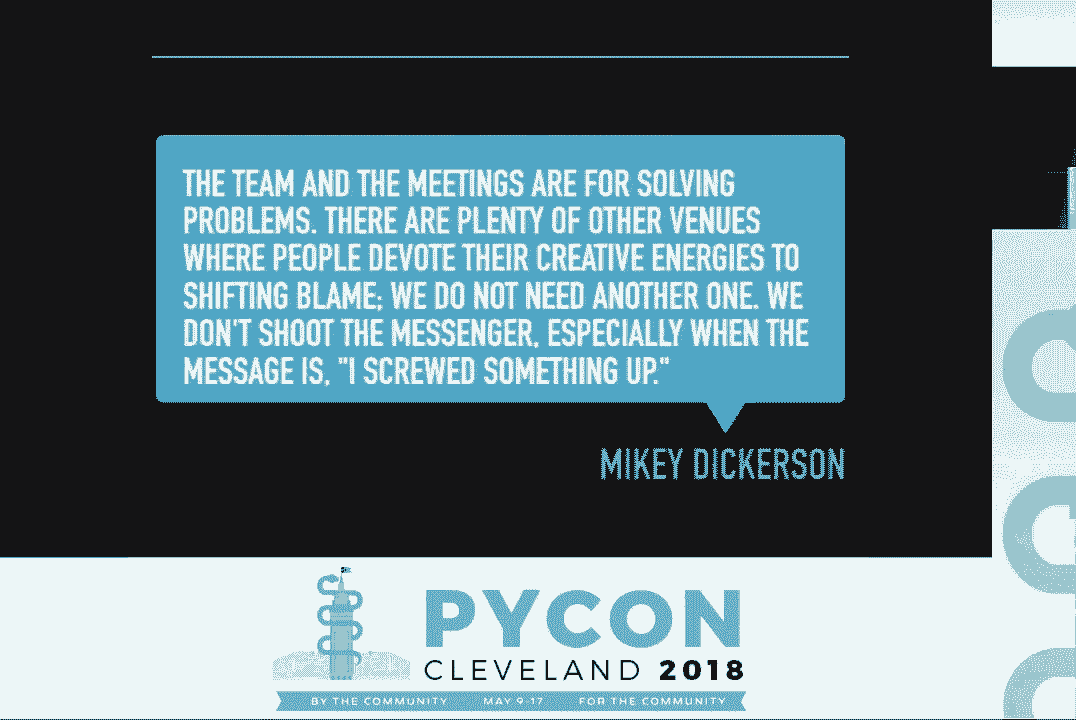 THE TEAM AND THE MEETINGS ARE FOR SOLVING
PROBLEMS. THERE ARE PLENTY OF OTHER VENUES
WHERE PEOPLE DEVOTE THEIR CREATIVE ENERGIES TO
SHIFTING BLAME; WE DO NOT NEED ANOTHER ONE. WE
DON'T SHOOT THE MESSENGER, ESPECIALLY WHEN THE
MESSAGE IS, "I SCREWED SOMETHING UP."
MIKEY DICKERSON
PYCON
CLEVELAND 2018
BY THE COMMUNITY MAY 9-17 FOR THE COMMUNITY